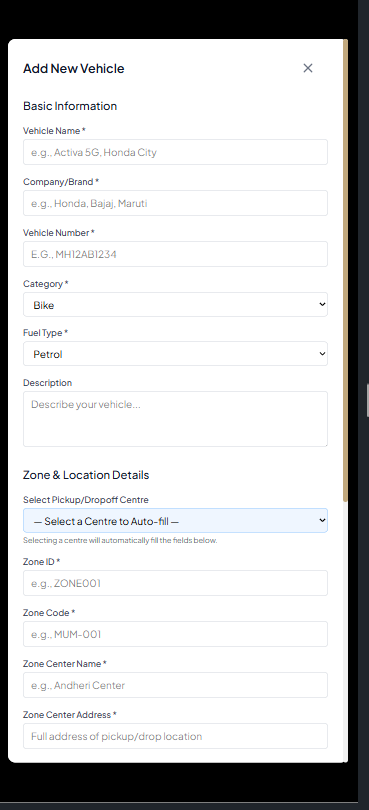 Add New Vehicle
Basic Information
Vehicle Name *
e.g., Activa 5G, Honda City
Company/Brand *
e.g., Honda, Bajaj, Maruti
Vehicle Number *
E.G., MH12AB1234
Category *
Bike
Fuel Type *
Petrol
Description
Describe your vehicle...
Zone & Location Details
Select Pickup/Dropoff Centre
— Select a Centre to Auto-fill —
Selecting a centre will automatically fill the fields below.
Zone ID *
e.g., ZONE001
Zone Code *
e.g., MUM-001
Zone Center Name *
e.g., Andheri Center
Zone Center Address *
Full address of pickup/drop location